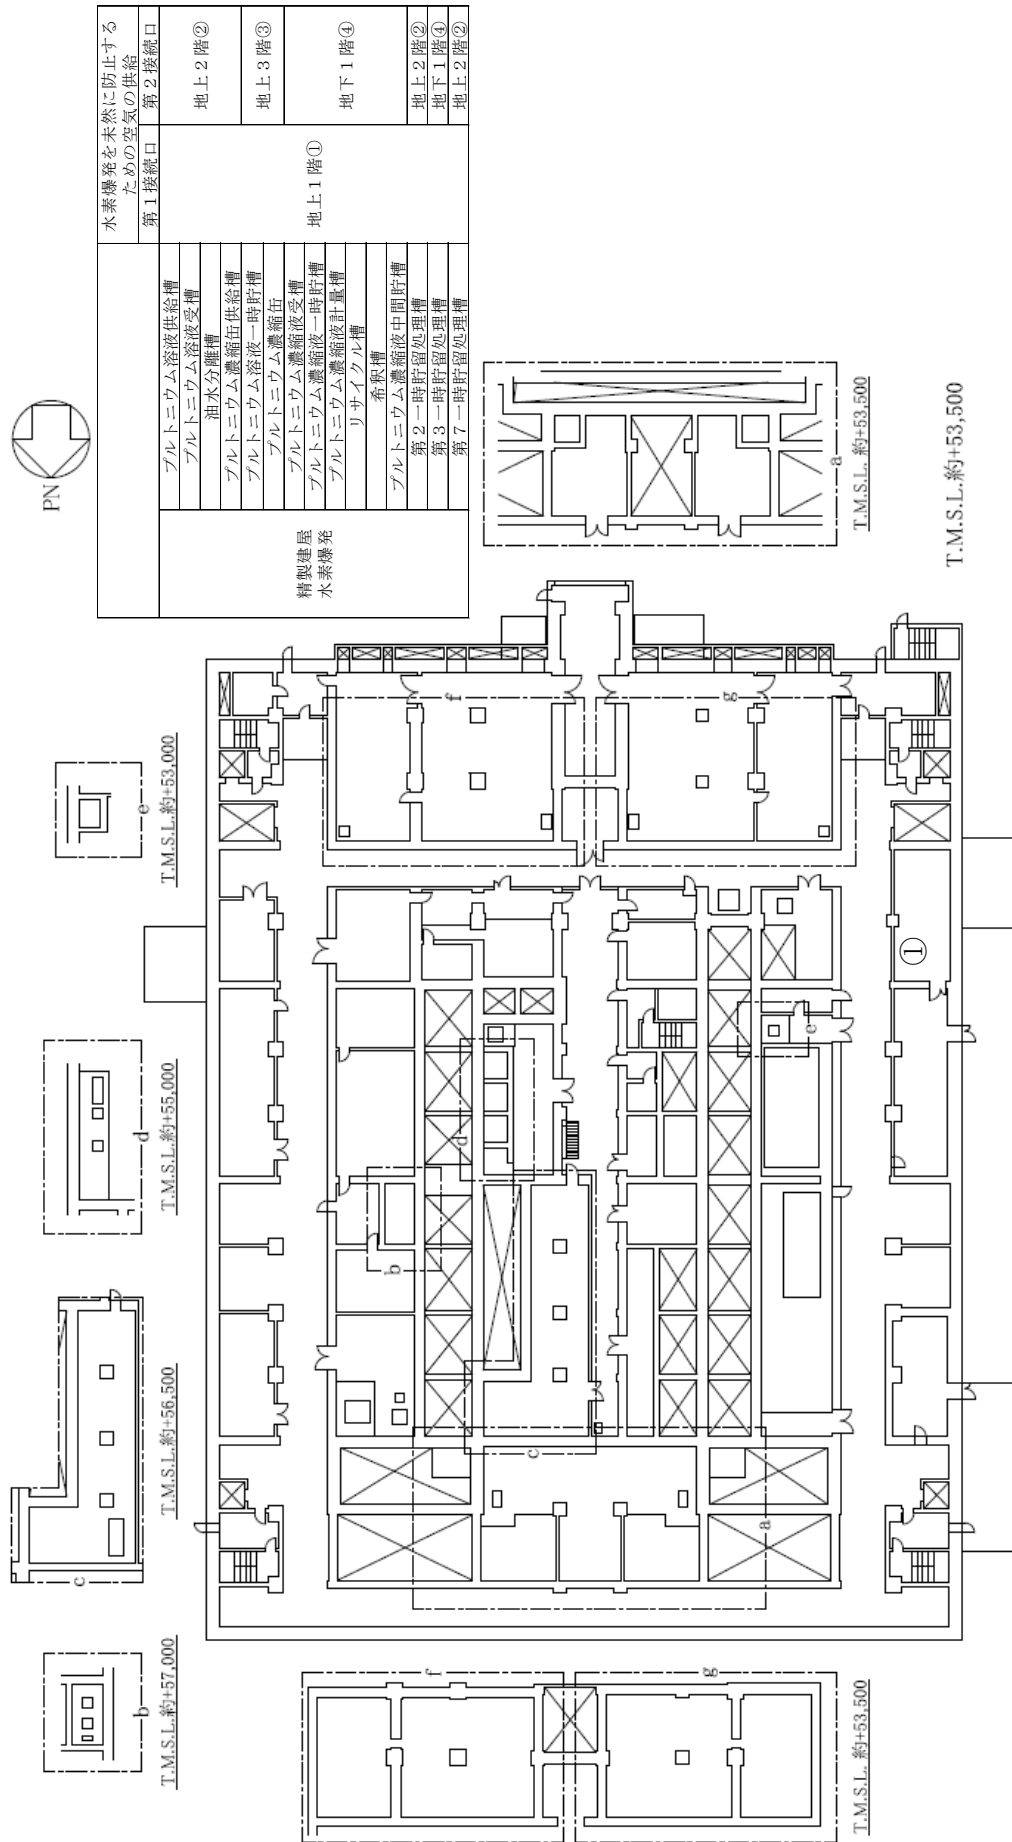 PN
水素爆発を未然に防止する
ための空気の供給
第1接続口
第2接続口
精製建屋
水素爆発
プルトニウム溶液供給槽
プルトニウム溶液受槽
油水分離槽
プルトニウム濃縮缶供給槽
プルトニウム溶液一時貯槽
プルトニウム濃縮缶
プルトニウム濃縮液受槽
プルトニウム濃縮液一時貯槽
プルトニウム濃縮液計量槽
リサイクル槽
希釈槽
プルトニウム濃縮液中間貯槽
第2一時貯留処理槽
第3一時貯留処理槽
第7一時貯留処理槽
地上1階①
地上2階②
地上3階③
地下1階④
地上2階②
地下1階④
地上2階②
b
T.M.S.L.約+57,000
c
T.M.S.L.約+56,500
d
T.M.S.L.約+55,000
e
T.M.S.L.約+53,000
f
g
b
d
c
a
e
①
f
g
T.M.S.L. 約+53,500
a
T.M.S.L. 約+53,500
T.M.S.L.約+53,500